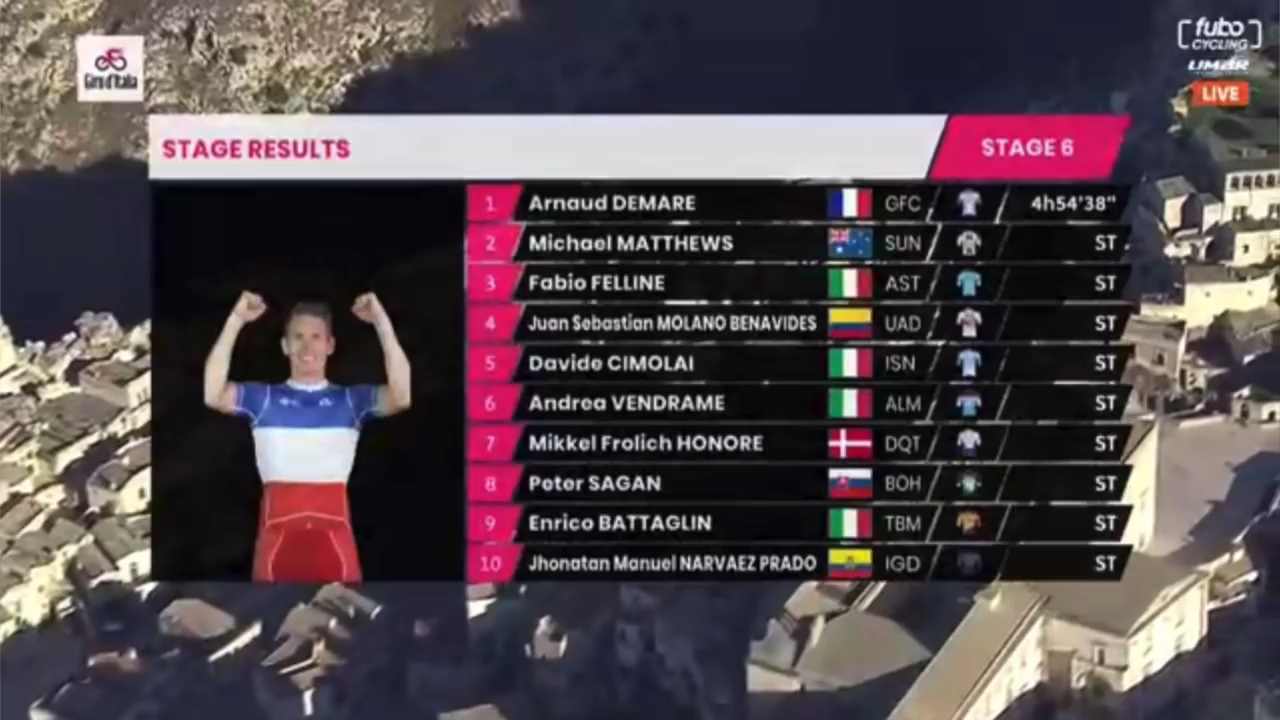 Giro d'Italia
fubo
CYCLING
LIMAR
LIVE
STAGE RESULTS STAGE 6
1 Arnaud DEMARE GFC 4h54'38"
2 Michael MATTHEWS SUN ST
3 Fabio FELLINE AST ST
4 Juan Sebastian MOLANO BENAVIDES UAD ST
5 Davide CIMOLAI ISN ST
6 Andrea VENDRAME ALM ST
7 Mikkel Frolich HONORE DQT ST
8 Peter SAGAN BOH ST
9 Enrico BATTAGLIN TBM ST
10 Jhonatan Manuel NARVAEZ PRADO IGD ST